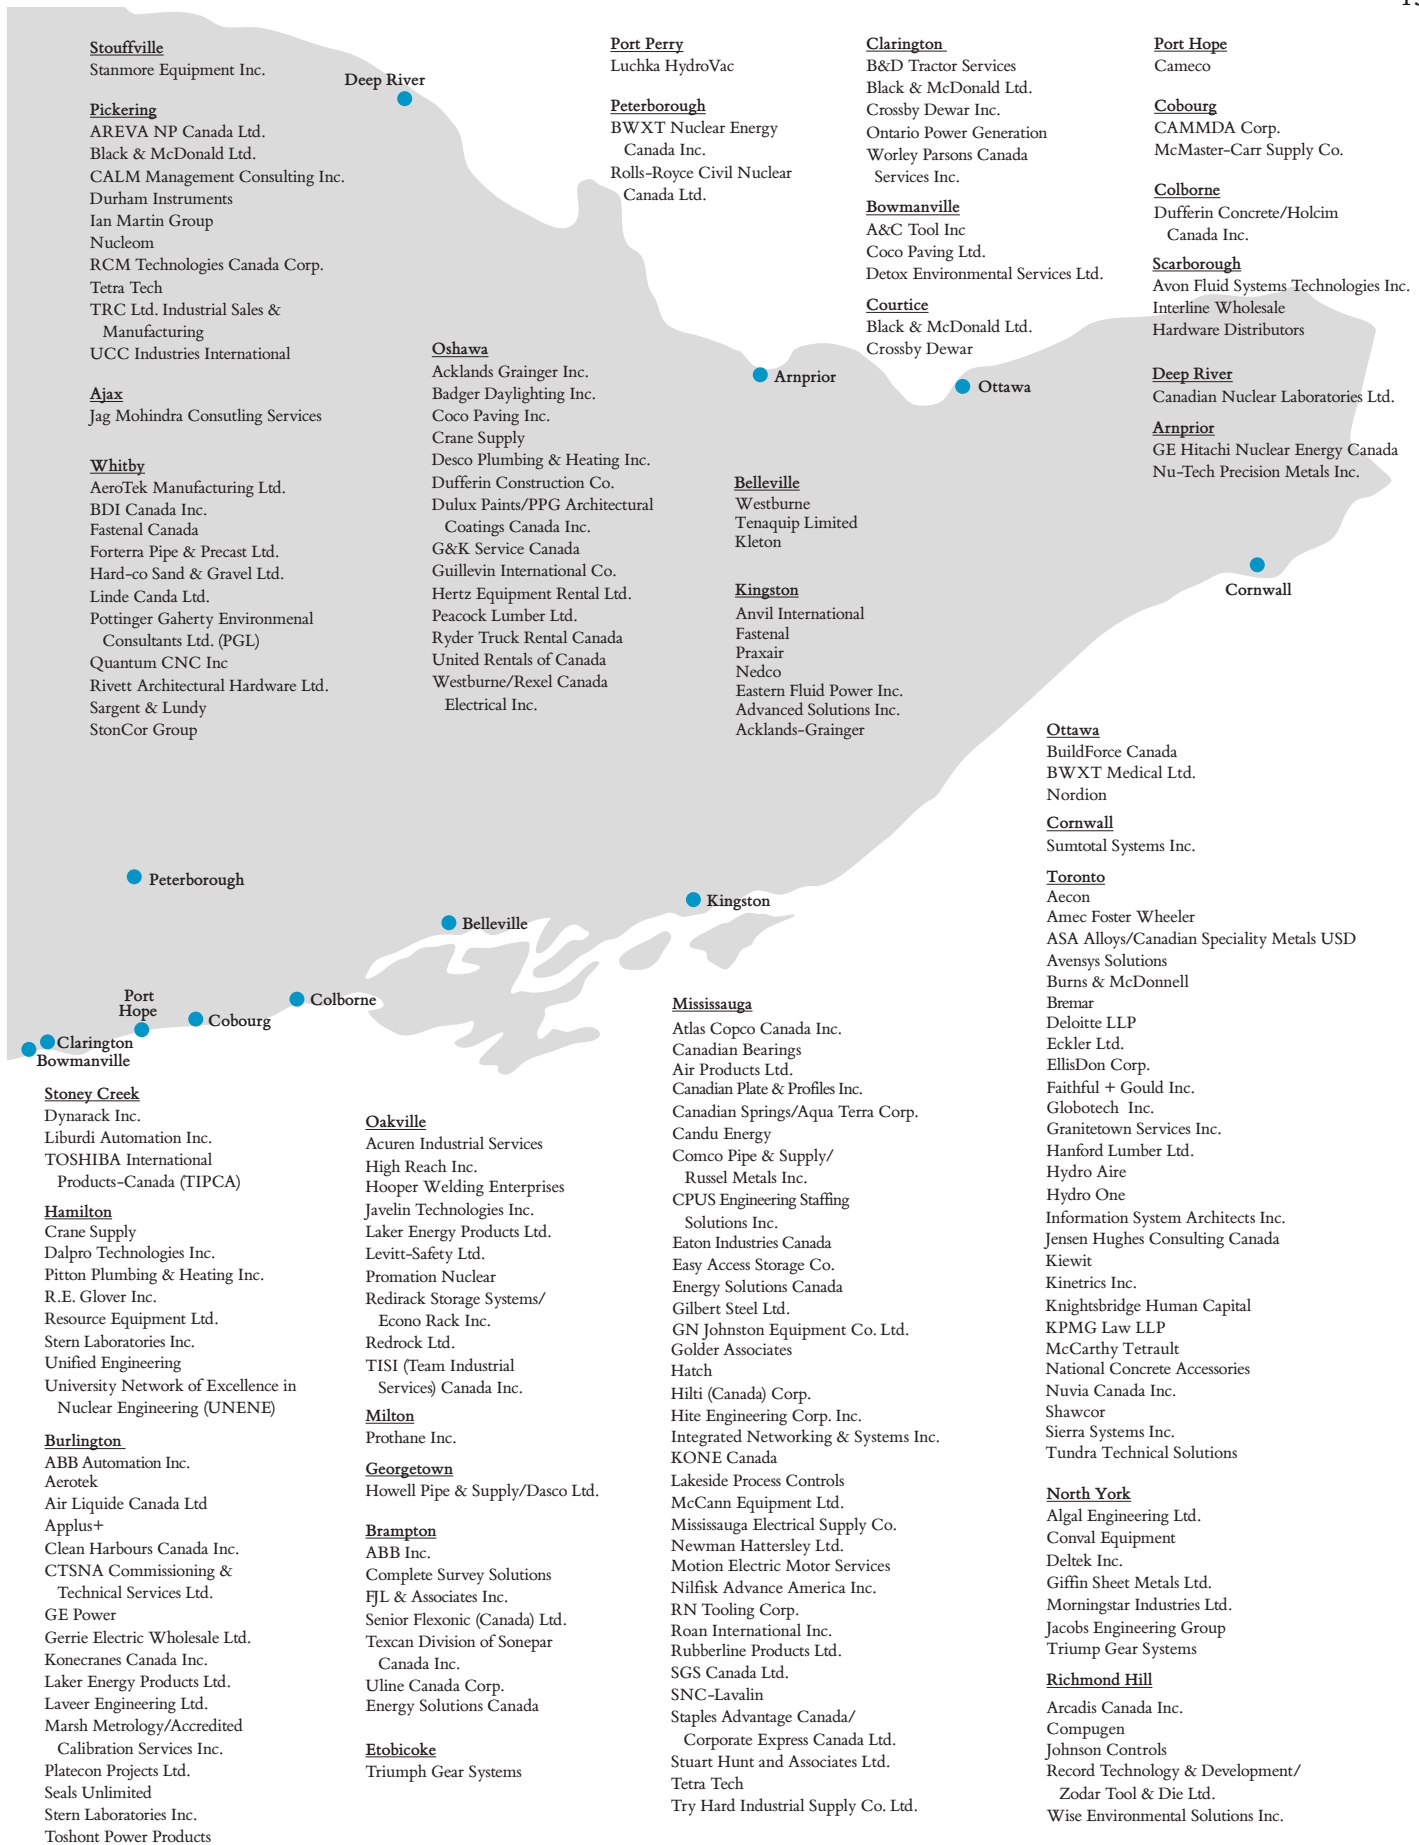 Stouffville
Stanmore Equipment Inc.
Pickering
AREVA NP Canada Ltd.
Black & McDonald Ltd.
CALM Management Consulting Inc.
Durham Instruments
Ian Martin Group
Nucleom
RCM Technologies Canada Corp.
Tetra Tech
TRC Ltd. Industrial Sales &
Manufacturing
UCC Industries International
Ajax
Jag Mohindra Consutling Services
Whitby
AeroTek Manufacturing Ltd.
BDI Canada Inc.
Fastenal Canada
Forterra Pipe & Precast Ltd.
Hard-co Sand & Gravel Ltd.
Linde Canda Ltd.
Pottinger Gaherty Environmenal
Consultants Ltd. (PGL)
Quantum CNC Inc
Rivett Architectural Hardware Ltd.
Sargent & Lundy
StonCor Group
Deep River
Oshawa
Acklands Grainger Inc.
Badger Daylighting Inc.
Coco Paving Inc.
Crane Supply
Desco Plumbing & Heating Inc.
Dufferin Construction Co.
Dulux Paints/PPG Architectural
Coatings Canada Inc.
G&K Service Canada
Guillevin International Co.
Hertz Equipment Rental Ltd.
Peacock Lumber Ltd.
Ryder Truck Rental Canada
United Rentals of Canada
Westburne/Rexel Canada
Electrical Inc.
Port Perry
Luchka HydroVac
Peterborough
BWXT Nuclear Energy
Canada Inc.
Rolls-Royce Civil Nuclear
Canada Ltd.
Arnprior
Belleville
Westburne
Tenaquip Limited
Kleton
Kingston
Anvil International
Fastenal
Praxair
Nedco
Eastern Fluid Power Inc.
Advanced Solutions Inc.
Acklands-Grainger
Clarington
B&D Tractor Services
Black & McDonald Ltd.
Crossby Dewar Inc.
Ontario Power Generation
Worley Parsons Canada
Services Inc.
Bowmanville
A&C Tool Inc
Coco Paving Ltd.
Detox Environmental Services Ltd.
Courtice
Black & McDonald Ltd.
Crossby Dewar
Ottawa
Port Hope
Cameco
Cobourg
CAMMDA Corp.
McMaster-Carr Supply Co.
Colborne
Dufferin Concrete/Holcim
Canada Inc.
Scarborough
Avon Fluid Systems Technologies Inc.
Interline Wholesale
Hardware Distributors
Deep River
Canadian Nuclear Laboratories Ltd.
Arnprior
GE Hitachi Nuclear Energy Canada
Nu-Tech Precision Metals Inc.
Cornwall
Peterborough
Belleville
Kingston
Colborne
Cobourg
Port
Hope
Clarington
Bowmanville
Stoney Creek
Dynarack Inc.
Liburdi Automation Inc.
TOSHIBA International
Products-Canada (TIPCA)
Hamilton
Crane Supply
Dalpro Technologies Inc.
Pitton Plumbing & Heating Inc.
R.E. Glover Inc.
Resource Equipment Ltd.
Stern Laboratories Inc.
Unified Engineering
University Network of Excellence in
Nuclear Engineering (UNENE)
Burlington
ABB Automation Inc.
Aerotek
Air Liquide Canada Ltd
Applus+
Clean Harbours Canada Inc.
CTSNA Commissioning &
Technical Services Ltd.
GE Power
Gerrie Electric Wholesale Ltd.
Konecranes Canada Inc.
Laker Energy Products Ltd.
Laveer Engineering Ltd.
Marsh Metrology/Accredited
Calibration Services Inc.
Platecon Projects Ltd.
Seals Unlimited
Stern Laboratories Inc.
Toshont Power Products
Oakville
Acuren Industrial Services
High Reach Inc.
Hooper Welding Enterprises
Javelin Technologies Inc.
Laker Energy Products Ltd.
Levitt-Safety Ltd.
Promation Nuclear
Redirack Storage Systems/
Econo Rack Inc.
Redrock Ltd.
TISI (Team Industrial
Services) Canada Inc.
Milton
Prothane Inc.
Georgetown
Howell Pipe & Supply/Dasco Ltd.
Brampton
ABB Inc.
Complete Survey Solutions
FJL & Associates Inc.
Senior Flexonic (Canada) Ltd.
Texcan Division of Sonepar
Canada Inc.
Uline Canada Corp.
Energy Solutions Canada
Etobicoke
Triumph Gear Systems
Mississauga
Atlas Copco Canada Inc.
Canadian Bearings
Air Products Ltd.
Canadian Plate & Profiles Inc.
Canadian Springs/Aqua Terra Corp.
Candu Energy
Comco Pipe & Supply/
Russel Metals Inc.
CPUS Engineering Staffing
Solutions Inc.
Eaton Industries Canada
Easy Access Storage Co.
Energy Solutions Canada
Gilbert Steel Ltd.
GN Johnston Equipment Co. Ltd.
Golder Associates
Hatch
Hilti (Canada) Corp.
Hite Engineering Corp. Inc.
Integrated Networking & Systems Inc.
KONE Canada
Lakeside Process Controls
McCann Equipment Ltd.
Mississauga Electrical Supply Co.
Newman Hattersley Ltd.
Motion Electric Motor Services
Nilfisk Advance America Inc.
RN Tooling Corp.
Roan International Inc.
Rubberline Products Ltd.
SGS Canada Ltd.
SNC-Lavalin
Staples Advantage Canada/
Corporate Express Canada Ltd.
Stuart Hunt and Associates Ltd.
Tetra Tech
Try Hard Industrial Supply Co. Ltd.
Ottawa
BuildForce Canada
BWXT Medical Ltd.
Nordion
Cornwall
Sumtotal Systems Inc.
Toronto
Aecon
Amec Foster Wheeler
ASA Alloys/Canadian Speciality Metals USD
Avensys Solutions
Burns & McDonnell
Bremar
Deloitte LLP
Eckler Ltd.
EllisDon Corp.
Faithful + Gould Inc.
Globotech Inc.
Granitetown Services Inc.
Hanford Lumber Ltd.
Hydro Aire
Hydro One
Information System Architects Inc.
Jensen Hughes Consulting Canada
Kiewit
Kinetrics Inc.
Knightsbridge Human Capital
KPMG Law LLP
McCarthy Tetrault
National Concrete Accessories
Nuvia Canada Inc.
Shawcor
Sierra Systems Inc.
Tundra Technical Solutions
North York
Algal Engineering Ltd.
Conval Equipment
Deltek Inc.
Giffin Sheet Metals Ltd.
Morningstar Industries Ltd.
Jacobs Engineering Group
Triump Gear Systems
Richmond Hill
Arcadis Canada Inc.
Compugen
Johnson Controls
Record Technology & Development/
Zodar Tool & Die Ltd.
Wise Environmental Solutions Inc.